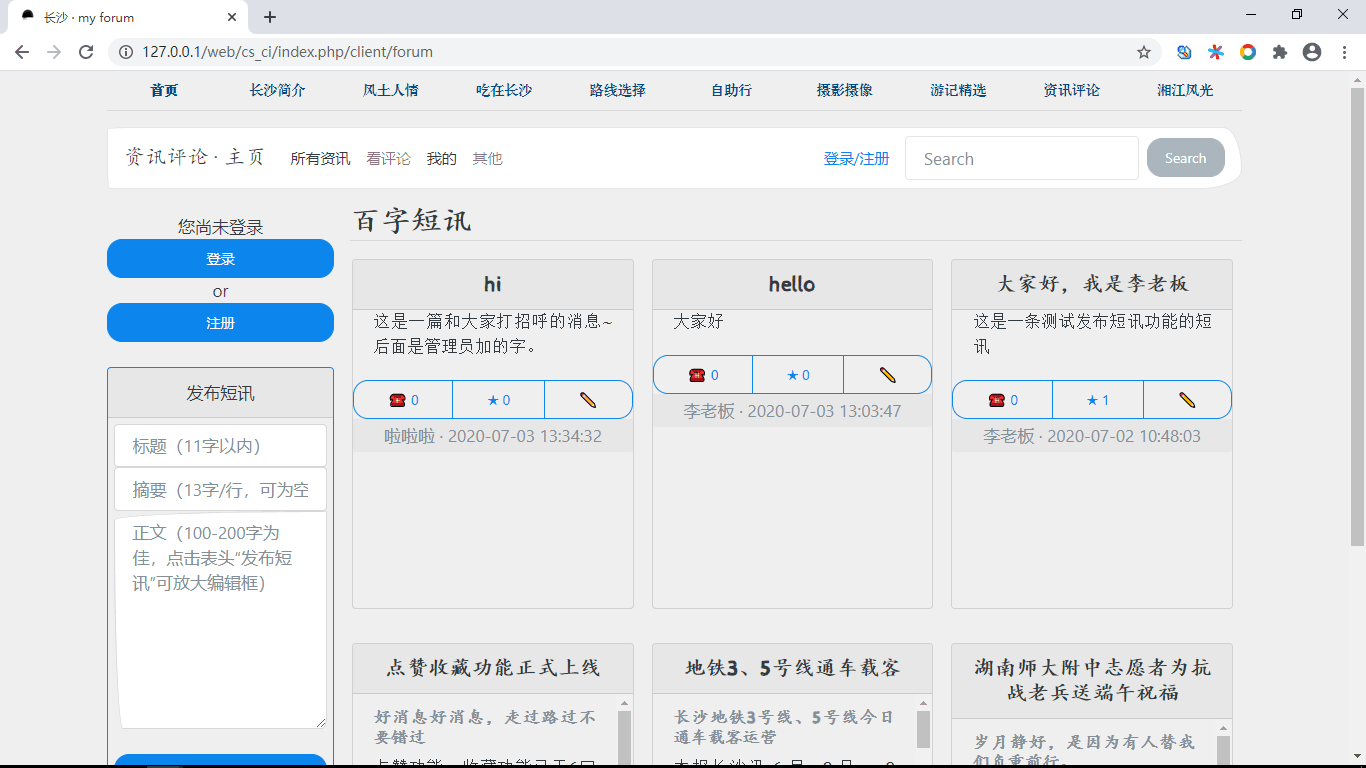 长沙 · my forum
127.0.0.1/web/cs_ci/index.php/client/forum
首页 长沙简介 风土人情 吃在长沙 路线选择 自助行 摄影摄像 游记精选 资讯评论 湘江风光
资讯评论 · 主页 所有资讯 看评论 我的 其他 登录/注册 Search Search
您尚未登录
登录
or
注册
发布短讯
标题（11字以内）
摘要（13字/行，可为空
正文（100-200字为
佳，点击表头“发布短
讯”可放大编辑框）
百字短讯
hi
这是一篇和大家打招呼的消息~
后面是管理员加的字。
0 ★ 0
啦啦啦 · 2020-07-03 13:34:32
hello
大家好
0 ★ 0
李老板 · 2020-07-03 13:03:47
大家好，我是李老板
这是一条测试发布短讯功能的短
讯
0 ★ 1
李老板 · 2020-07-02 10:48:03
点赞收藏功能正式上线
好消息好消息，走过路过不
要错过
地铁3、5号线通车载客
长沙地铁3号线、5号线今日
通车载客运营
湖南师大附中志愿者为抗
战老兵送端午祝福
岁月静好，是因为有人替我
们负重前行。